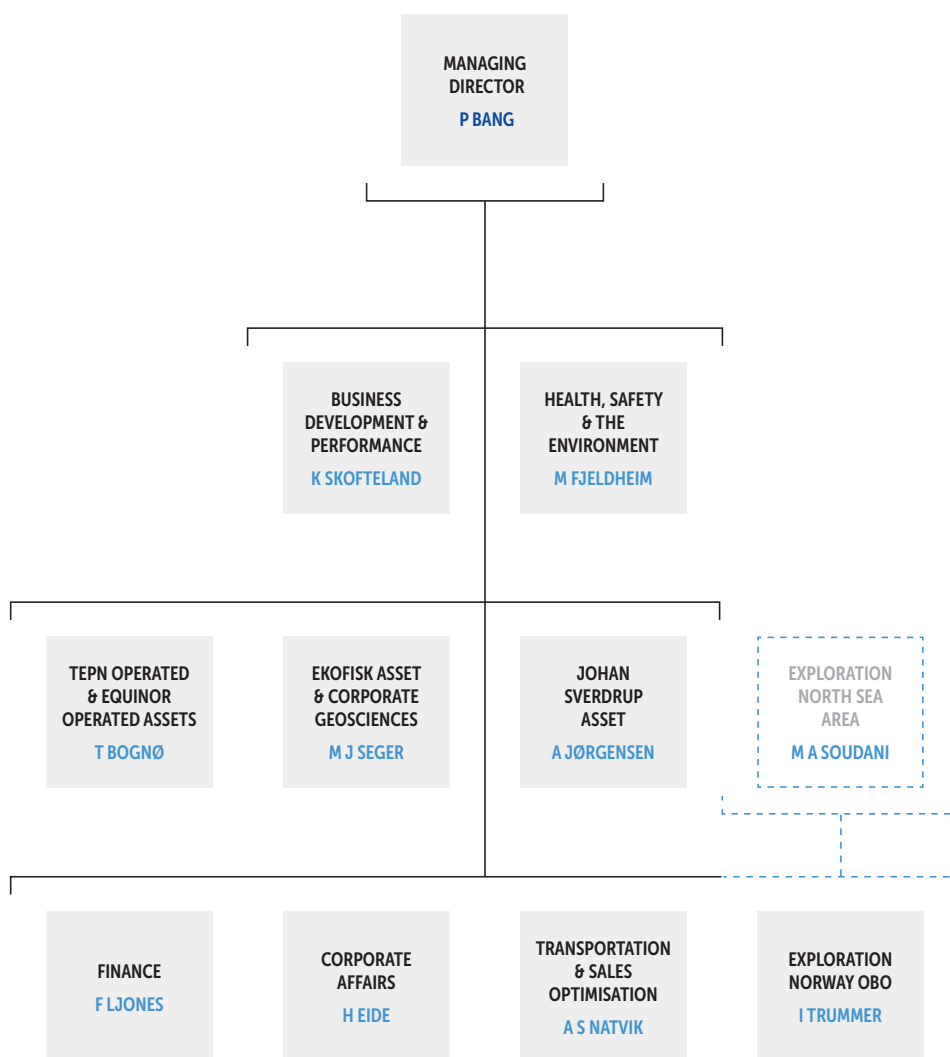 MANAGING
DIRECTOR
P BANG
BUSINESS
DEVELOPMENT &
PERFORMANCE
K SKOFTELAND
HEALTH, SAFETY
& THE
ENVIRONMENT
M FJELDHEIM
TEPN OPERATED
& EQUINOR
OPERATED ASSETS
T BOGNØ
EKOFISK ASSET
& CORPORATE
GEOSCIENCES
M J SEGER
JOHAN
SVERDRUP
ASSET
A JØRGENSEN
EXPLORATION
NORTH SEA
AREA
M A SOUDANI
FINANCE
F LJONES
CORPORATE
AFFAIRS
H EIDE
TRANSPORTATION
& SALES
OPTIMISATION
A S NATVIK
EXPLORATION
NORWAY OBO
I TRUMMER